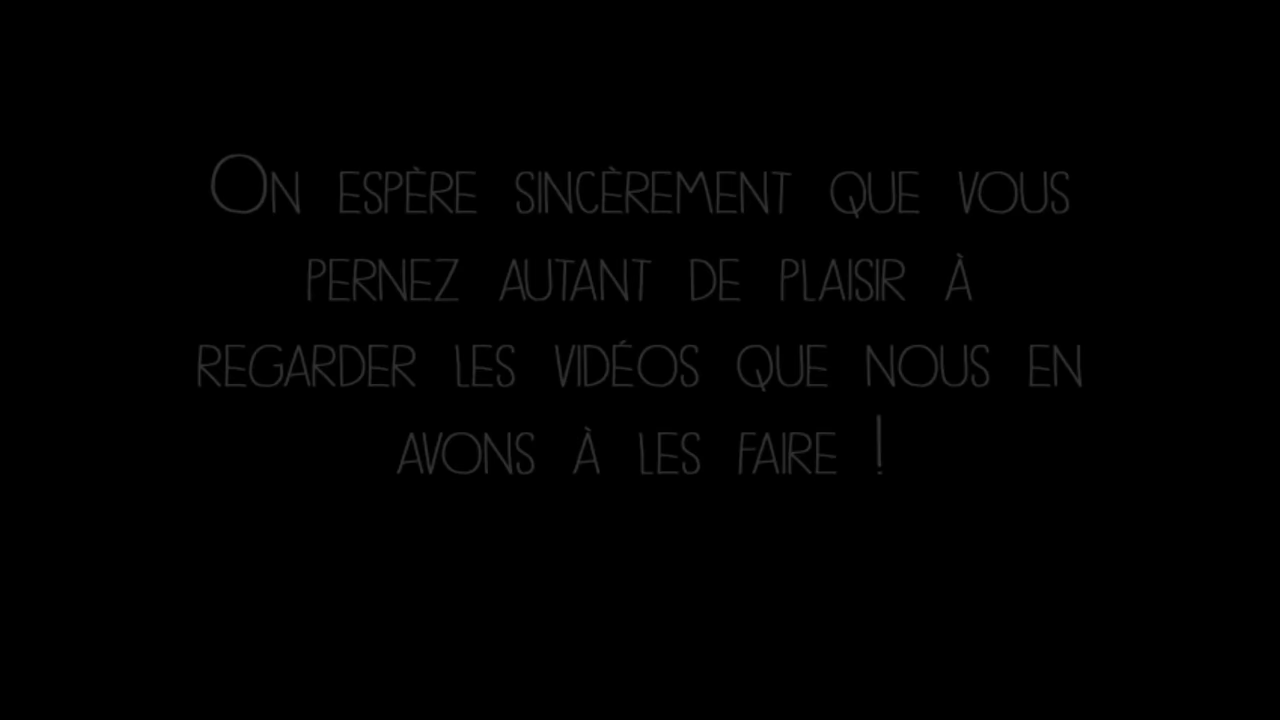 On espère sincèrement que vous
pernez autant de plaisir à
regarder les vidéos que nous en
avons à les faire !